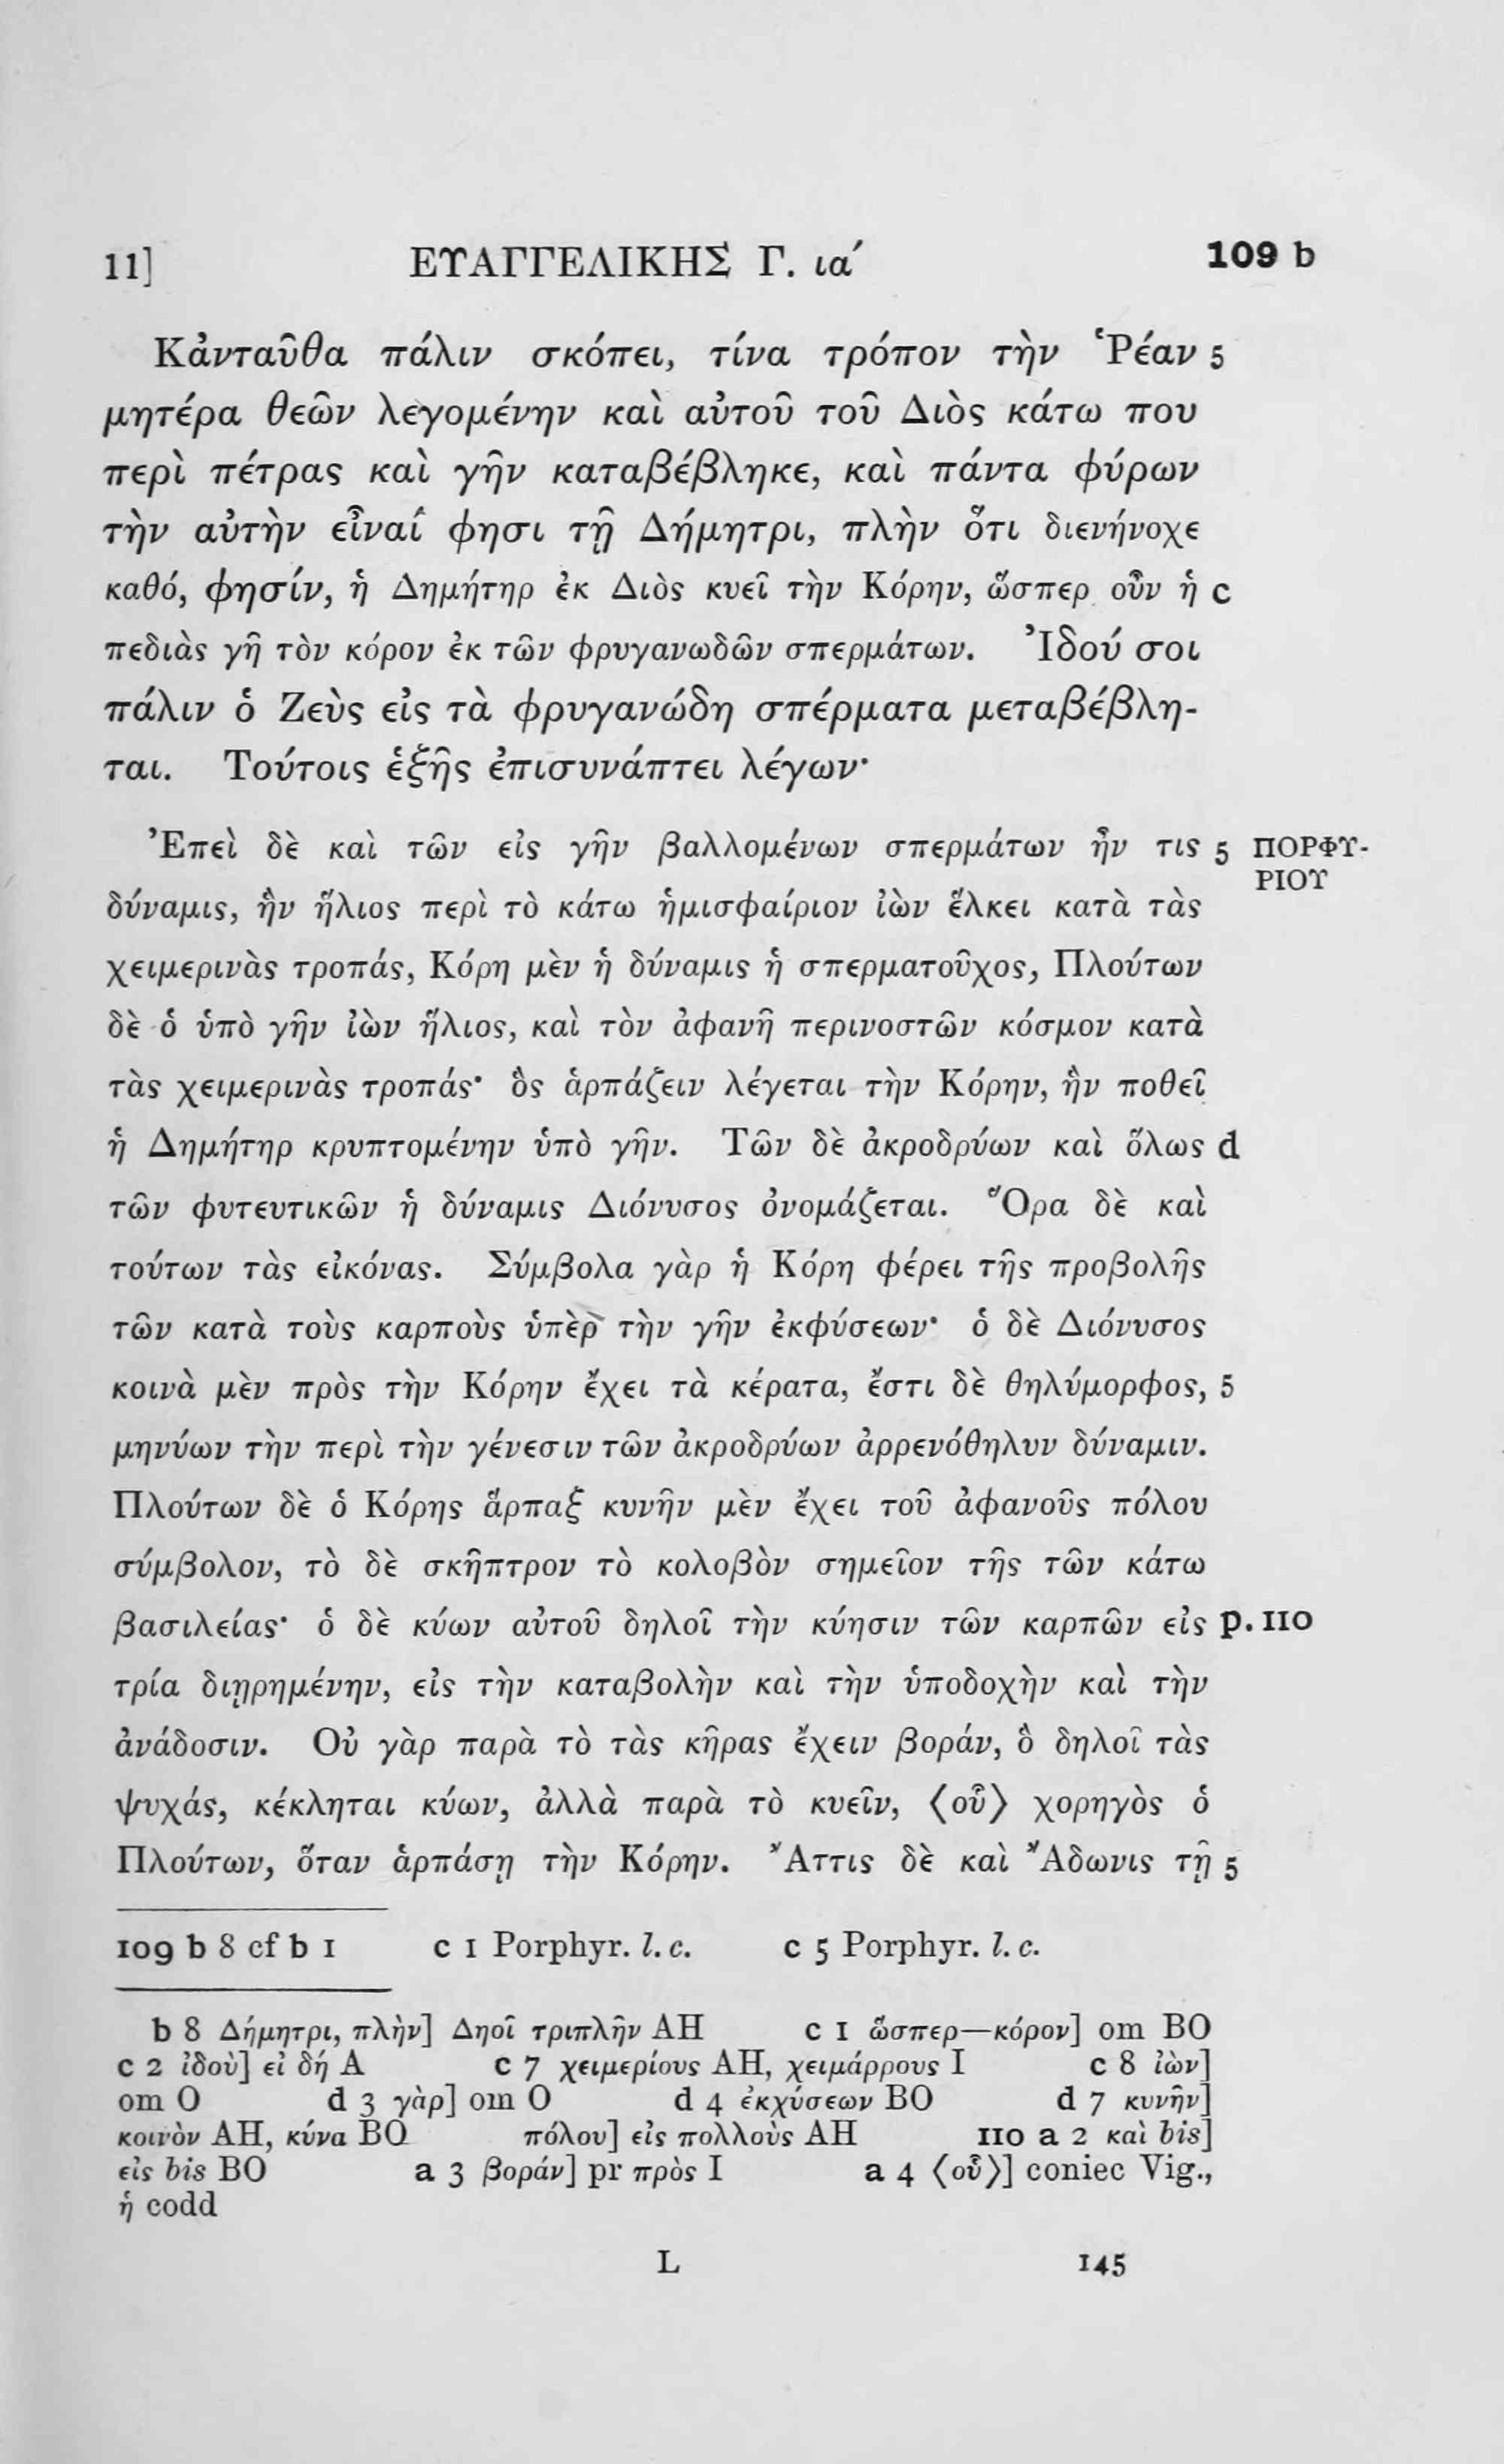 11] ΕΥΑΓΓΕΛΙΚΗΣ Γ. ια΄ 109 b
Κἀνταῦθα πάλιν σκόπει, τίνα τρόπον τὴν Ῥέαν 5
μητέρα θεῶν λεγομένην καὶ αὐτοῦ τοῦ Διὸς κάτω που
περὶ πέτρας καὶ γῆν καταβέβληκε, καὶ πάντα φύρων
τὴν αὐτὴν εἶναί φησι τῇ Δήμητρι, πλὴν ὅτι διενήνοχε
καθό, φησίν, ἡ Δημήτηρ ἐκ Διὸς κυεῖ τὴν Κόρην, ὥσπερ οὖν ἡ c
πεδιὰς γῆ τὸν κόρον ἐκ τῶν φρυγανωδῶν σπερμάτων. Ἰδού σοι
πάλιν ὁ Ζεὺς εἰς τὰ φρυγανώδη σπέρματα μεταβέβλη-
ται. Τούτοις ἑξῆς ἐπισυνάπτει λέγων·
Ἐπεὶ δὲ καὶ τῶν εἰς γῆν βαλλομένων σπερμάτων ἦν τις 5 ΠΟΡΦΥ-
ΡΙΟΥ
δύναμις, ἣν ἥλιος περὶ τὸ κάτω ἡμισφαίριον ἰὼν ἕλκει κατὰ τὰς
χειμερινὰς τροπάς, Κόρη μὲν ἡ δύναμις ἡ σπερματοῦχος, Πλούτων
δὲ ὁ ὑπὸ γῆν ἰὼν ἥλιος, καὶ τὸν ἀφανῆ περινοστῶν κόσμον κατὰ
τὰς χειμερινὰς τροπάς· ὃς ἁρπάζειν λέγεται τὴν Κόρην, ἣν ποθεῖ
ἡ Δημήτηρ κρυπτομένην ὑπὸ γῆν. Τῶν δὲ ἀκροδρύων καὶ ὅλως d
τῶν φυτευτικῶν ἡ δύναμις Διόνυσος ὀνομάζεται. Ὅρα δὲ καὶ
τούτων τὰς εἰκόνας. Σύμβολα γὰρ ἡ Κόρη φέρει τῆς προβολῆς
τῶν κατὰ τοὺς καρποὺς ὑπὲρ τὴν γῆν ἐκφύσεων· ὁ δὲ Διόνυσος
κοινὰ μὲν πρὸς τὴν Κόρην ἔχει τὰ κέρατα, ἔστι δὲ θηλύμορφος, 5
μηνύων τὴν περὶ τὴν γένεσιν τῶν ἀκροδρύων ἀρρενόθηλυν δύναμιν.
Πλούτων δὲ ὁ Κόρης ἅρπαξ κυνῆν μὲν ἔχει τοῦ ἀφανοῦς πόλου
σύμβολον, τὸ δὲ σκῆπτρον τὸ κολοβὸν σημεῖον τῆς τῶν κάτω
βασιλείας· ὁ δὲ κύων αὐτοῦ δηλοῖ τὴν κύησιν τῶν καρπῶν εἰς p. 110
τρία διῃρημένην, εἰς τὴν καταβολὴν καὶ τὴν ὑποδοχὴν καὶ τὴν
ἀνάδοσιν. Οὐ γὰρ παρὰ τὸ τὰς κῆρας ἔχειν βοράν, ὃ δηλοῖ τὰς
ψυχάς, κέκληται κύων, ἀλλὰ παρὰ τὸ κυεῖν, ⟨οὗ⟩ χορηγὸς ὁ
Πλούτων, ὅταν ἁρπάσῃ τὴν Κόρην. Ἄττις δὲ καὶ Ἄδωνις τῇ 5
109 b 8 cf b 1 c 1 Porphyr. l. c. c 5 Porphyr. l. c.
b 8 Δήμητρι, πλὴν] Δηοῖ τριπλῆν AH c 1 ὥσπερ—κόρον] om BO
c 2 ἰδοὺ] εἰ δή A c 7 χειμερίους AH, χειμάρρους I c 8 ἰὼν]
om O d 3 γὰρ] om O d 4 ἐκχύσεων BO d 7 κυνῆν]
κοινὸν AH, κύνα BO πόλου] εἰς πολλοὺς AH 110 a 2 καὶ bis]
εἰς bis BO a 3 βοράν] pr πρὸς I a 4 ⟨οὗ⟩] coniec Vig.,
ἡ codd
L 145